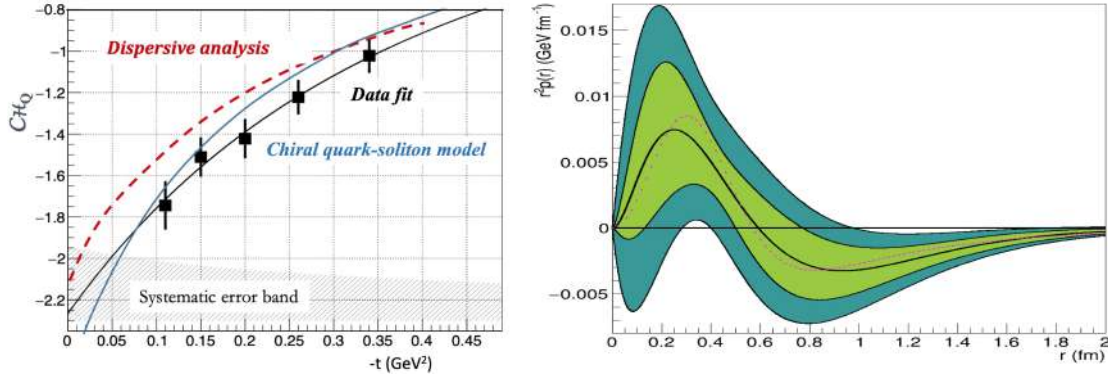 −0.8
−1
−1.2
−1.4
−1.6
−1.8
−2
−2.2
Dispersive analysis
Data fit
Chiral quark-soliton model
Systematic error band
0 0.05 0.1 0.15 0.2 0.25 0.3 0.35 0.4 0.45
-t (GeV²)
r²p(r) (GeV fm⁻¹)
0.015
0.01
0.005
0
−0.005
0 0.2 0.4 0.6 0.8 1 1.2 1.4 1.6 1.8 2
r (fm)